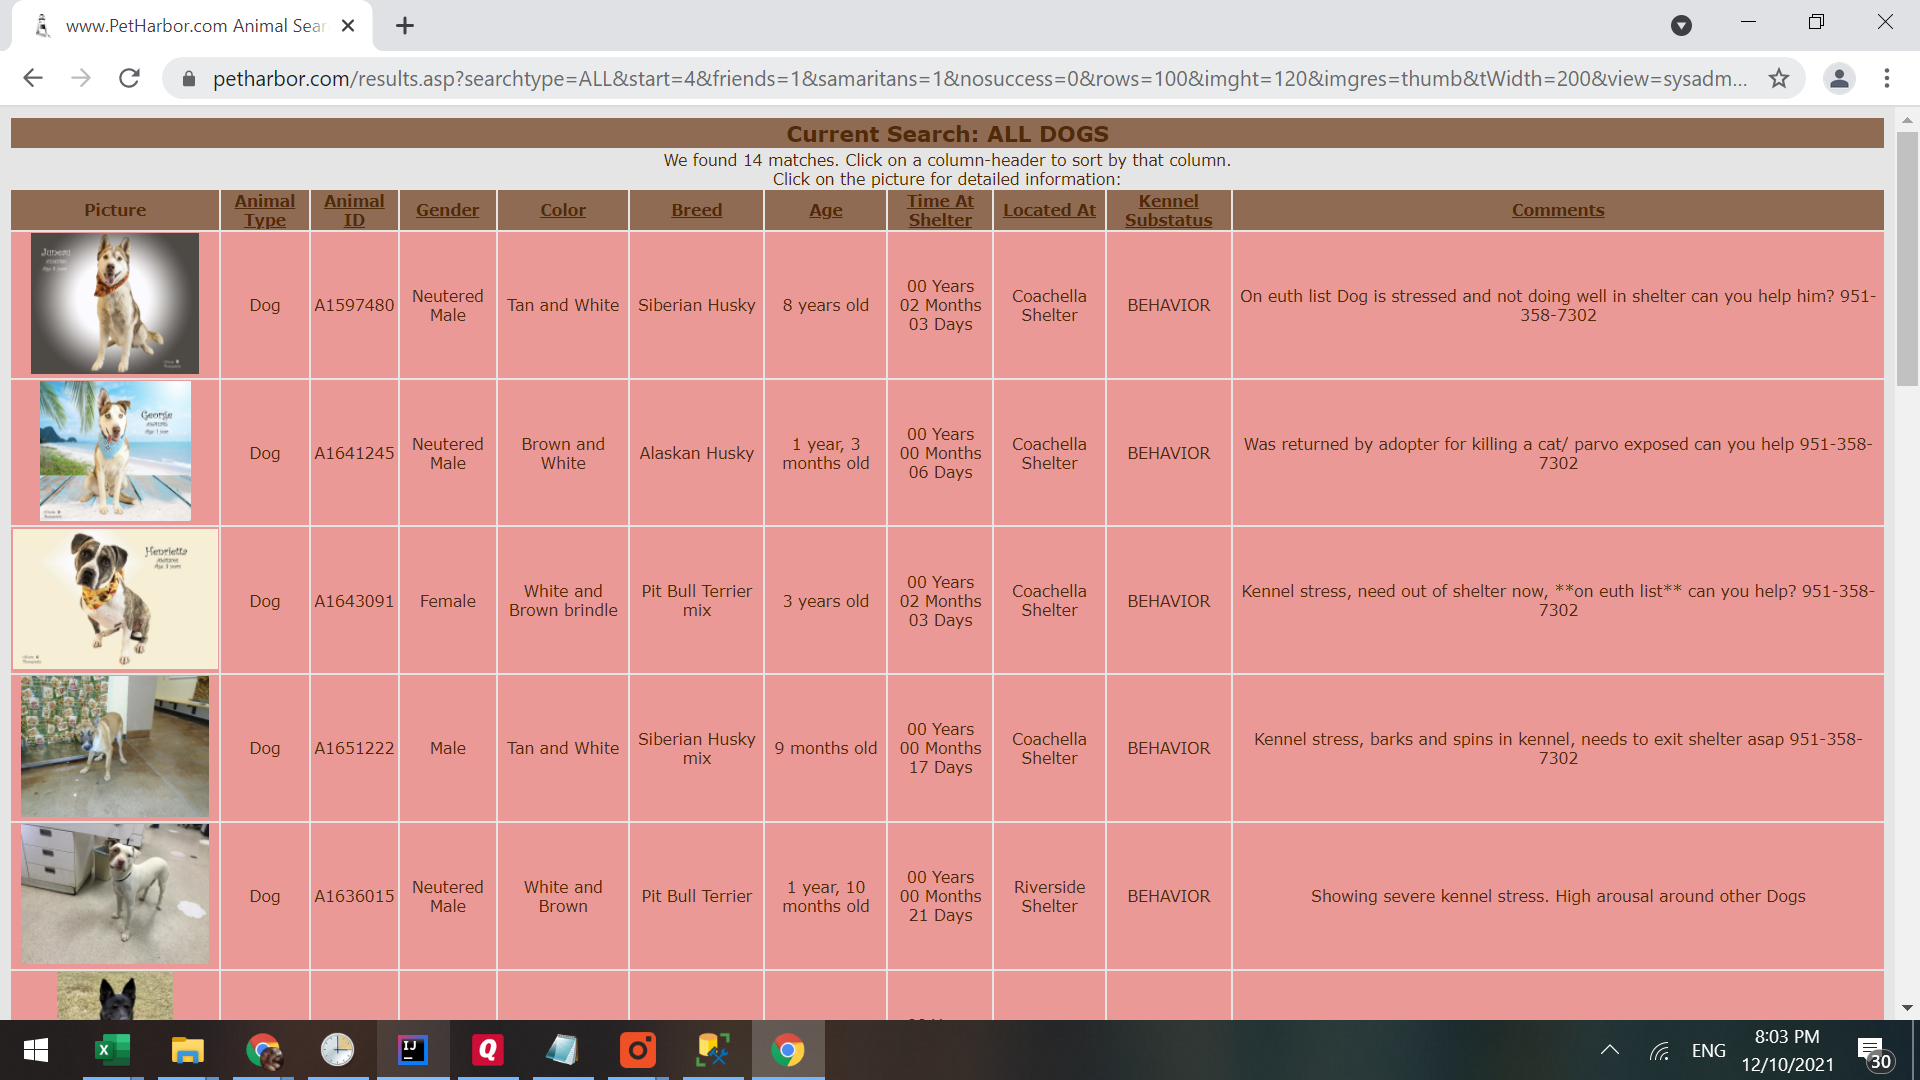 www.PetHarbor.com Animal Sear
petharbor.com/results.asp?searchtype=ALL&start=4&friends=1&samaritans=1&nosuccess=0&rows=100&imght=120&imgres=thumb&tWidth=200&view=sysadm...
Current Search: ALL DOGS
We found 14 matches. Click on a column-header to sort by that column.
Click on the picture for detailed information:
Picture
Animal
Type
Animal
ID
Gender
Color
Breed
Age
Time At
Shelter
Located At
Kennel
Substatus
Comments
Juneau
Dog
A1597480
Neutered
Male
Tan and White
Siberian Husky
8 years old
00 Years
02 Months
03 Days
Coachella
Shelter
BEHAVIOR
On euth list Dog is stressed and not doing well in shelter can you help him? 951-
358-7302
George
Dog
A1641245
Neutered
Male
Brown and
White
Alaskan Husky
1 year, 3
months old
00 Years
00 Months
06 Days
Coachella
Shelter
BEHAVIOR
Was returned by adopter for killing a cat/ parvo exposed can you help 951-358-
7302
Henrietta
Dog
A1643091
Female
White and
Brown brindle
Pit Bull Terrier
mix
3 years old
00 Years
02 Months
03 Days
Coachella
Shelter
BEHAVIOR
Kennel stress, need out of shelter now, **on euth list** can you help? 951-358-
7302
Dog
A1651222
Male
Tan and White
Siberian Husky
mix
9 months old
00 Years
00 Months
17 Days
Coachella
Shelter
BEHAVIOR
Kennel stress, barks and spins in kennel, needs to exit shelter asap 951-358-
7302
Dog
A1636015
Neutered
Male
White and
Brown
Pit Bull Terrier
1 year, 10
months old
00 Years
00 Months
21 Days
Riverside
Shelter
BEHAVIOR
Showing severe kennel stress. High arousal around other Dogs
ENG
8:03 PM
12/10/2021
30